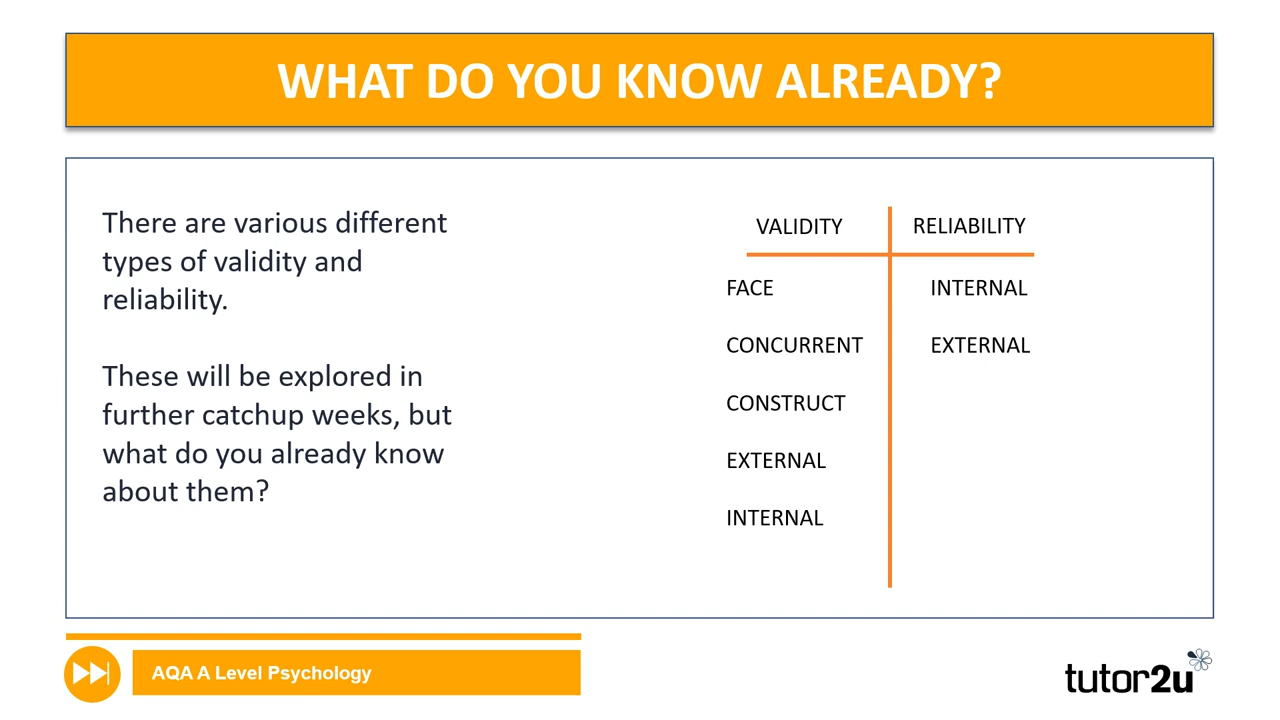 WHAT DO YOU KNOW ALREADY?
There are various different
types of validity and
reliability.
These will be explored in
further catchup weeks, but
what do you already know
about them?
VALIDITY RELIABILITY
FACE INTERNAL
CONCURRENT EXTERNAL
CONSTRUCT
EXTERNAL
INTERNAL
AQA A Level Psychology
tutor2u